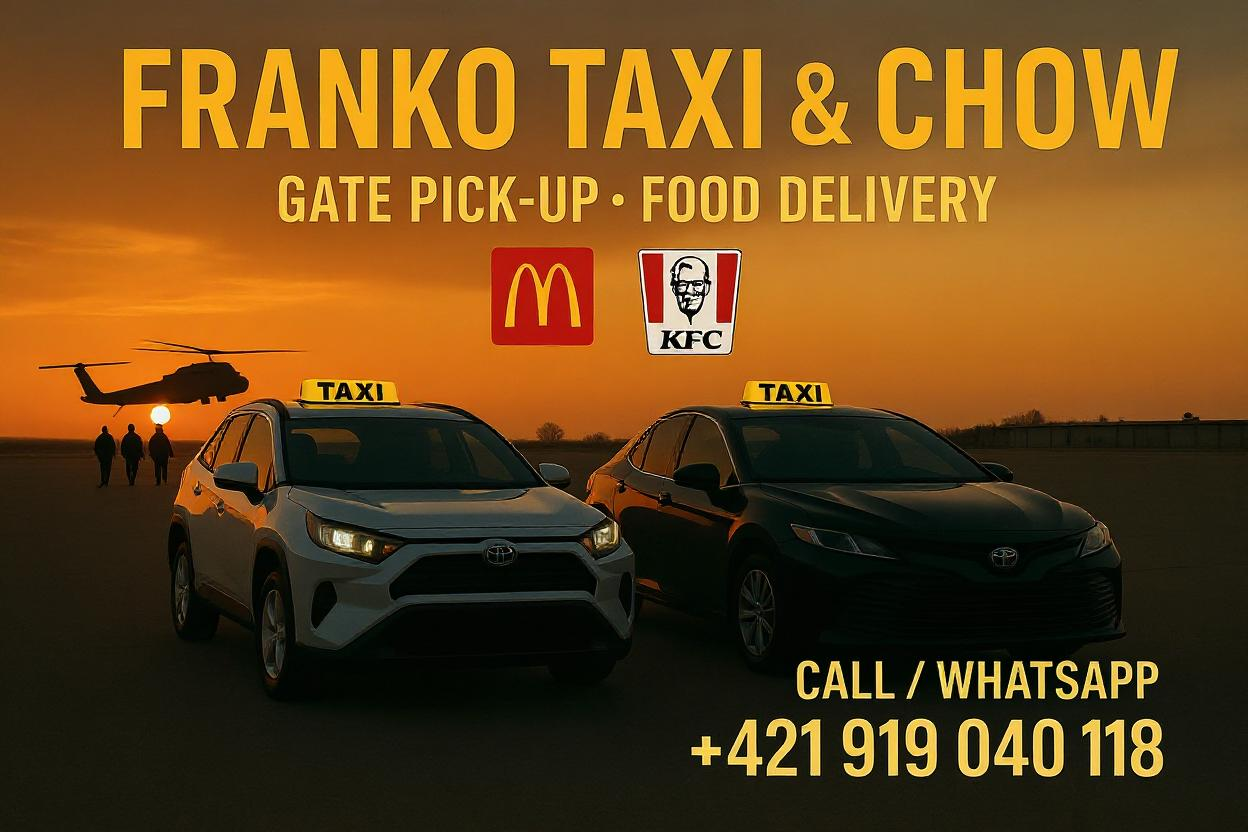 FRANKO TAXI & CHOW
GATE PICK-UP · FOOD DELIVERY
M
KFC
TAXI
TAXI
CALL / WHATSAPP
+421 919 040 118